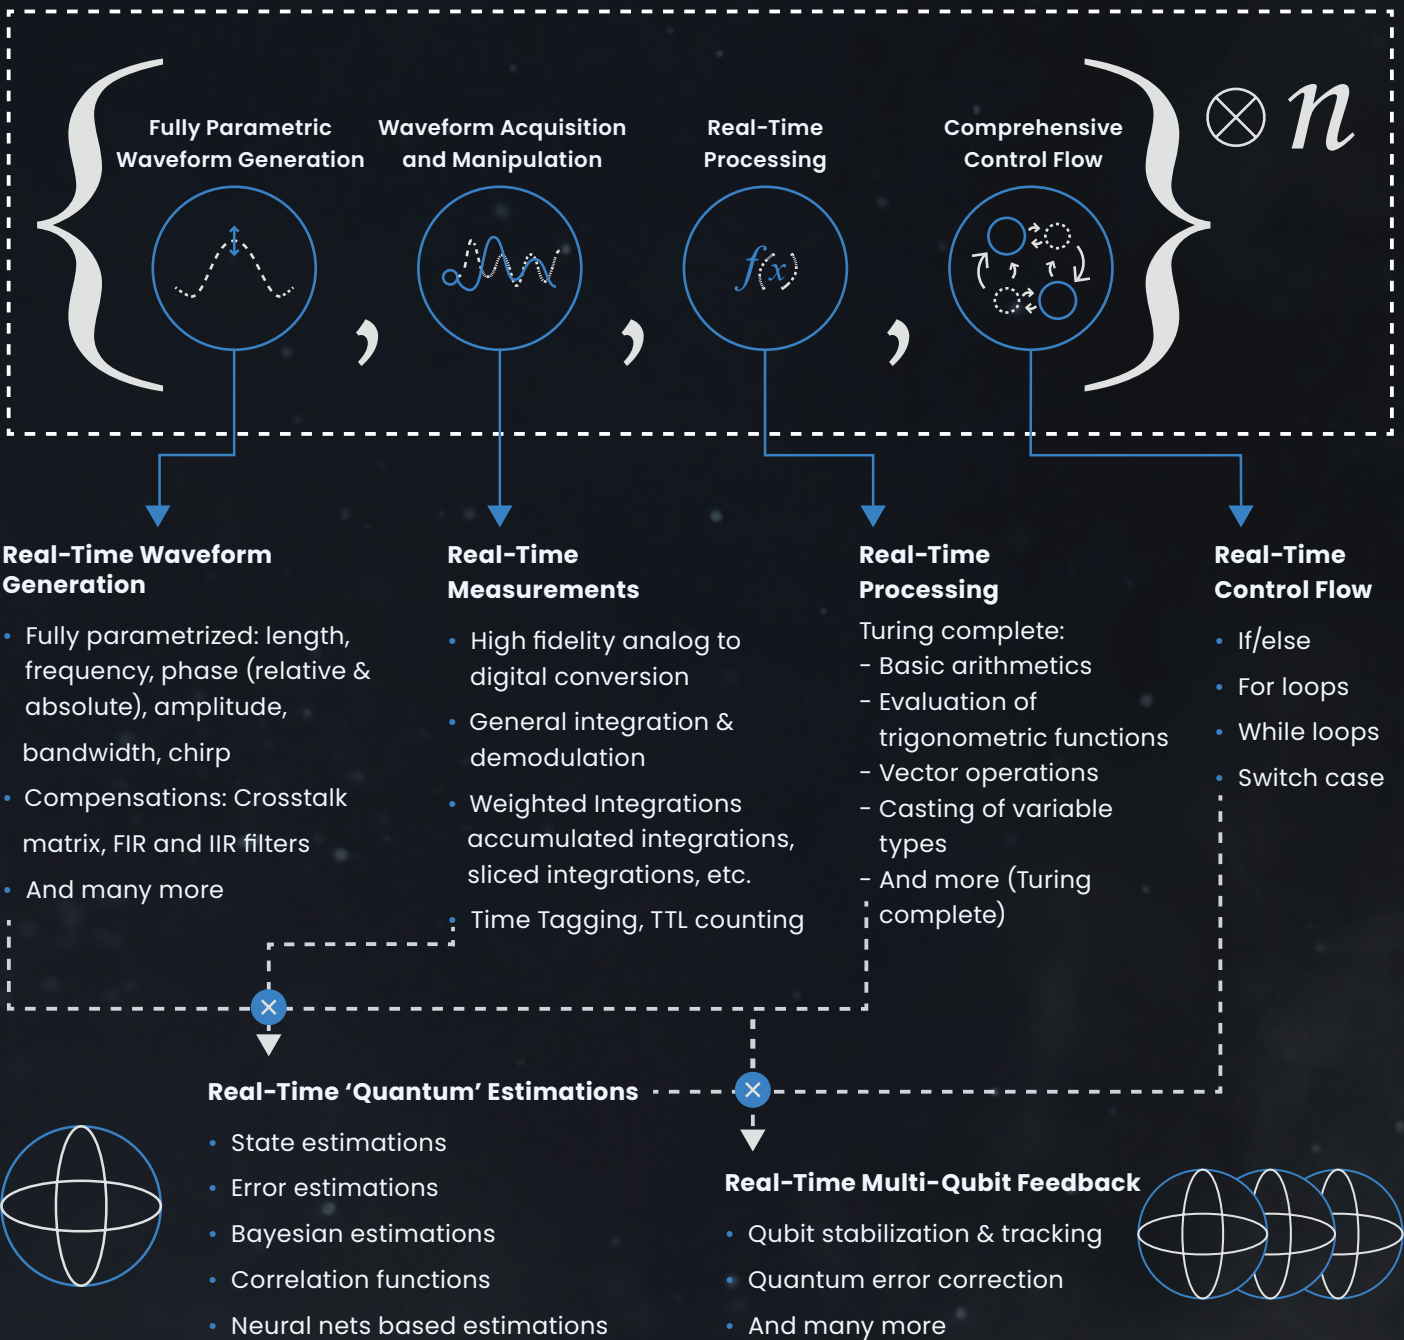 Fully Parametric
Waveform Generation
Waveform Acquisition
and Manipulation
Real-Time
Processing
Comprehensive
Control Flow
{ , , , } ⊗ n
f(x)
Real-Time Waveform
Generation
• Fully parametrized: length,
frequency, phase (relative &
absolute), amplitude,
bandwidth, chirp
• Compensations: Crosstalk
matrix, FIR and IIR filters
• And many more
Real-Time
Measurements
• High fidelity analog to
digital conversion
• General integration &
demodulation
• Weighted Integrations
accumulated integrations,
sliced integrations, etc.
• Time Tagging, TTL counting
Real-Time
Processing
Turing complete:
- Basic arithmetics
- Evaluation of
trigonometric functions
- Vector operations
- Casting of variable
types
- And more (Turing
complete)
Real-Time
Control Flow
• If/else
• For loops
• While loops
• Switch case
Real-Time ‘Quantum’ Estimations
• State estimations
• Error estimations
• Bayesian estimations
• Correlation functions
• Neural nets based estimations
Real-Time Multi-Qubit Feedback
• Qubit stabilization & tracking
• Quantum error correction
• And many more